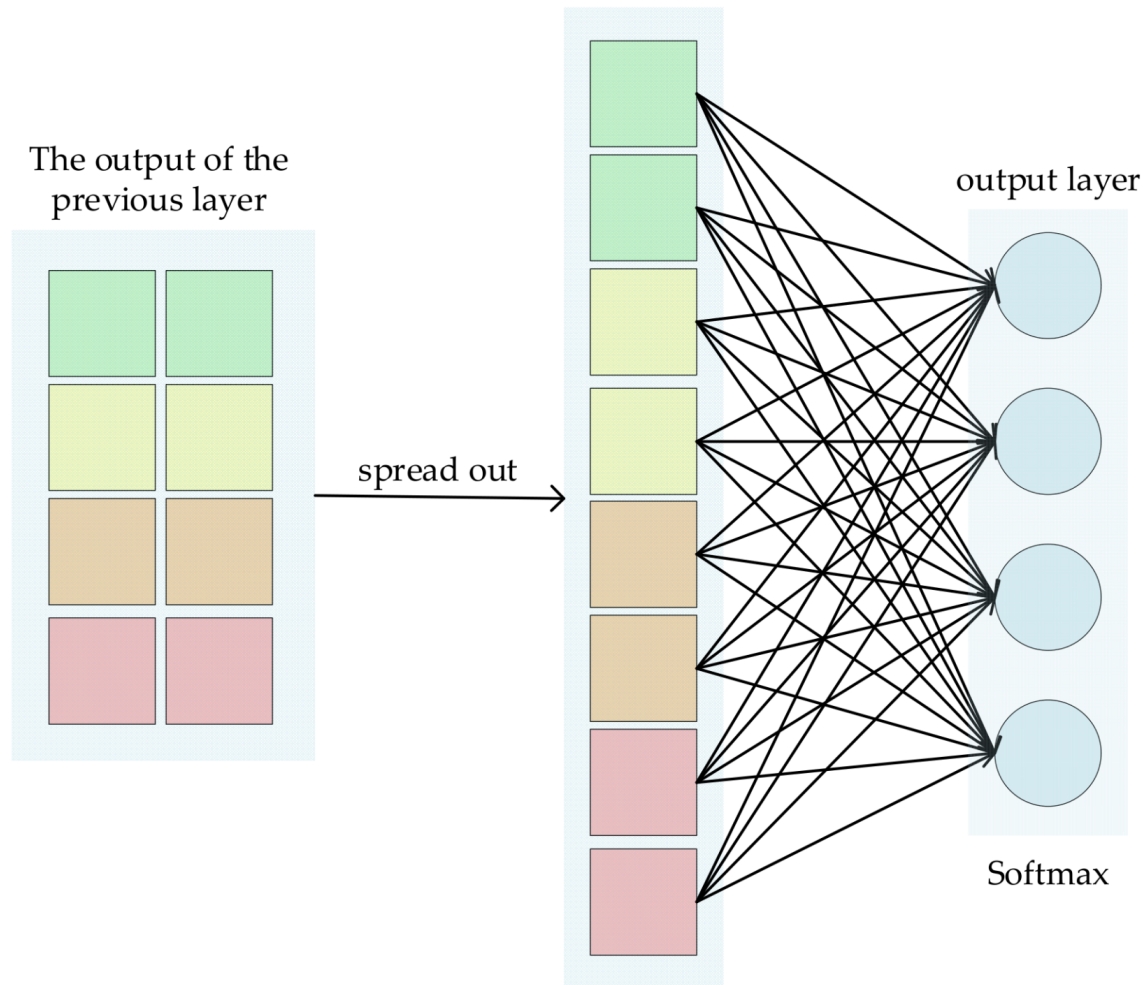 The output of the
previous layer
spread out
output layer
Softmax